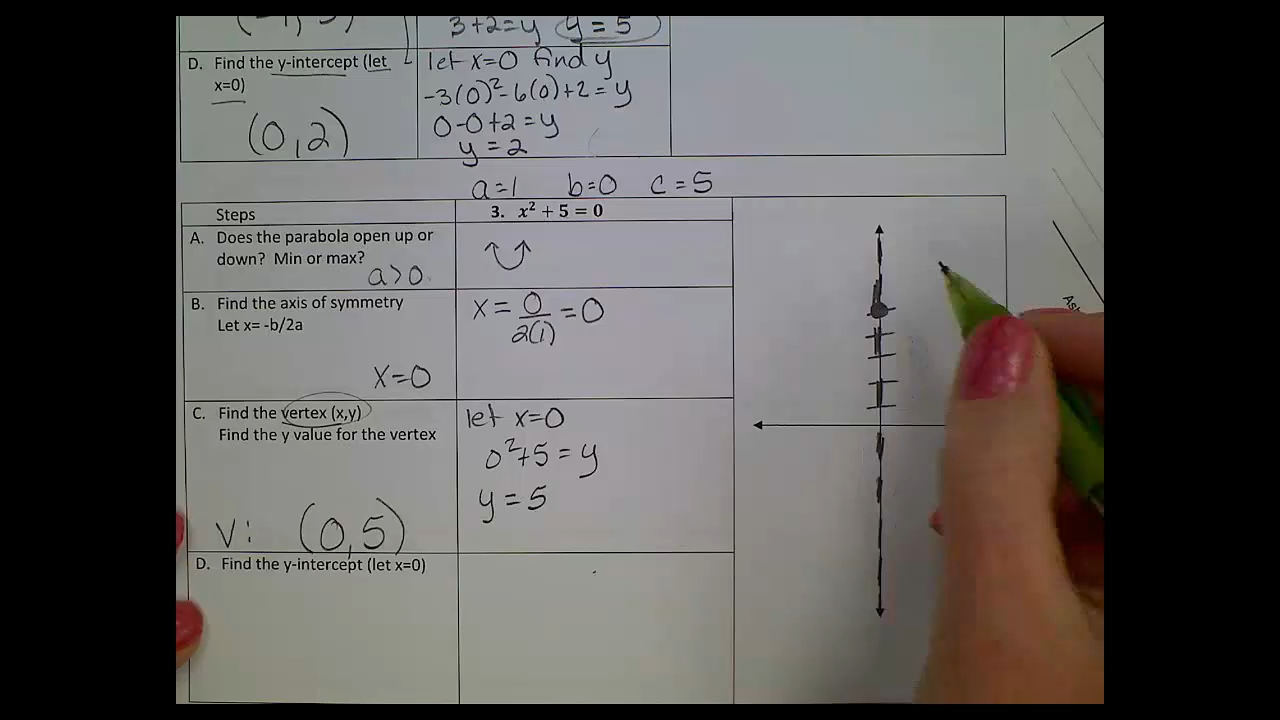 3+2=y y=5
D. Find the y-intercept (let x=0)
let x=0 find y
-3(0)²-6(0)+2=y
0-0+2=y
y=2
(0,2)
a=1 b=0 c=5
Steps
3. x² + 5 = 0
A. Does the parabola open up or
down? Min or max?
a>0
B. Find the axis of symmetry
Let x= -b/2a
x=0
x = 0/2(1) = 0
C. Find the vertex (x,y)
Find the y value for the vertex
V: (0,5)
let x=0
0²+5=y
y=5
D. Find the y-intercept (let x=0)